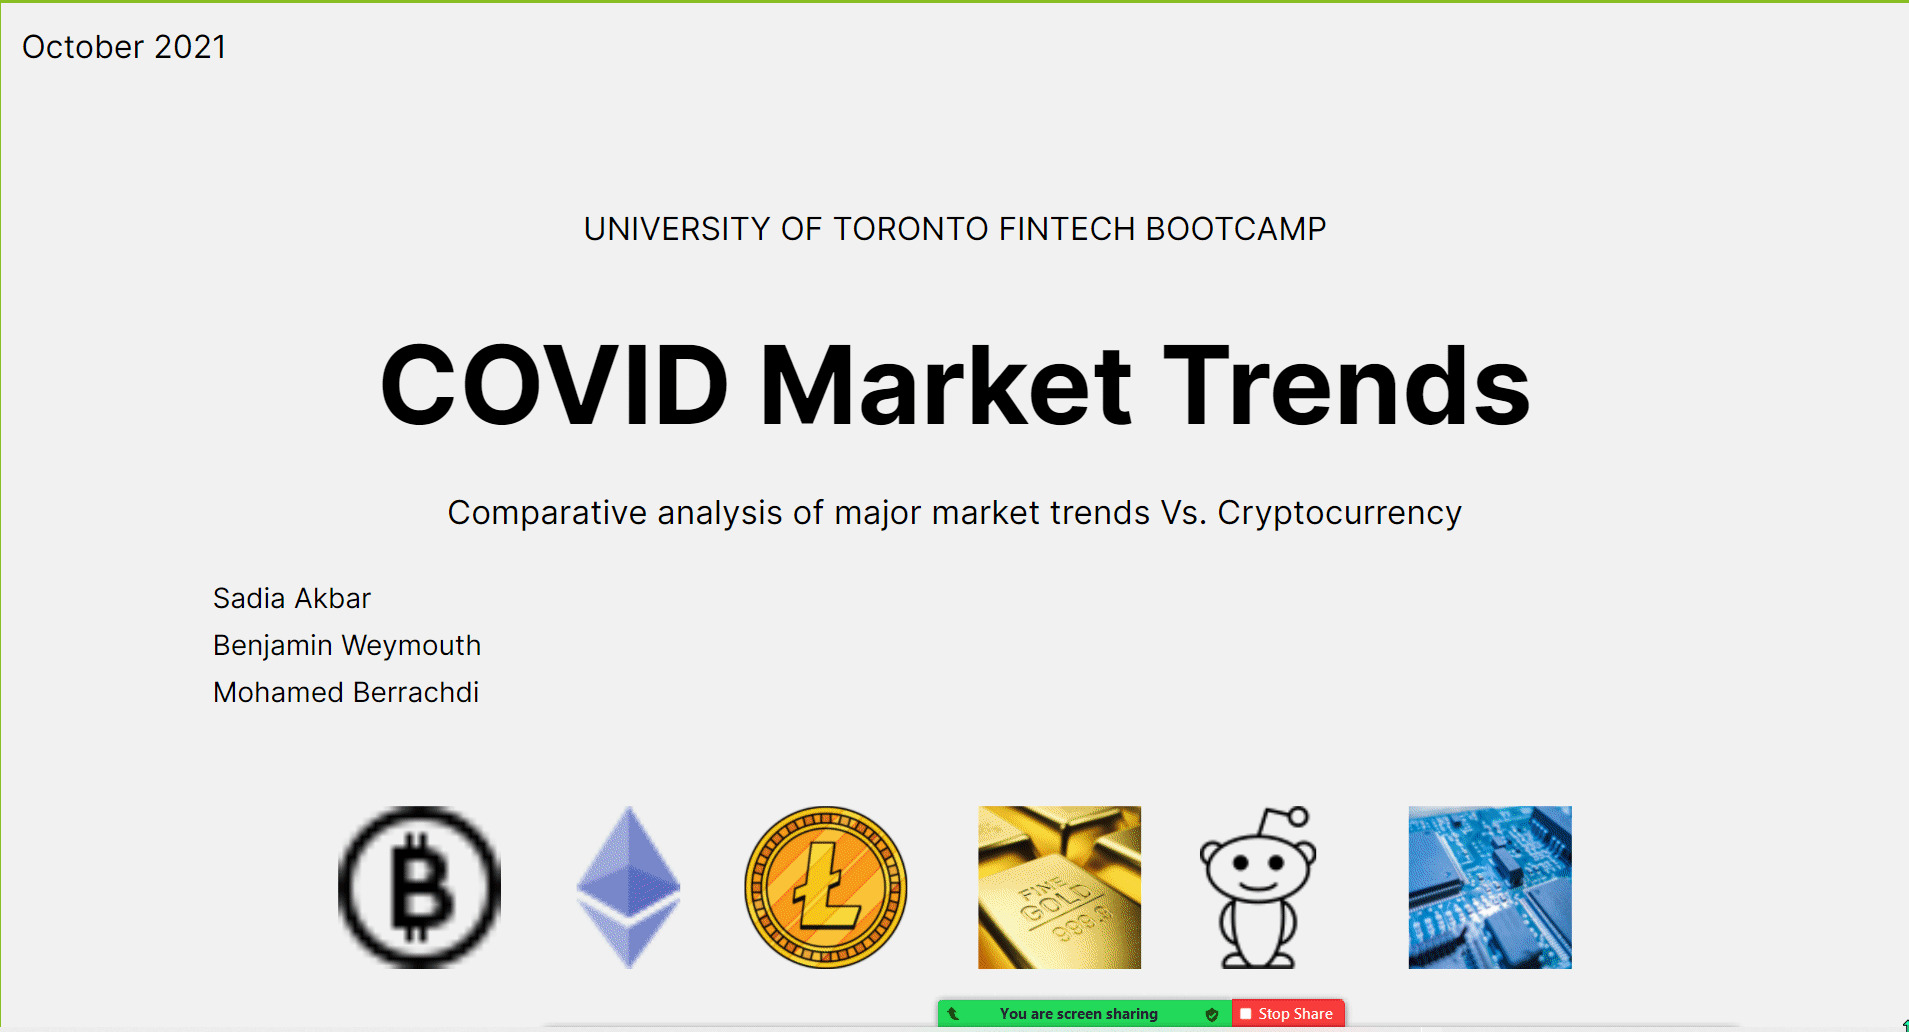 October 2021
UNIVERSITY OF TORONTO FINTECH BOOTCAMP
COVID Market Trends
Comparative analysis of major market trends Vs. Cryptocurrency
Sadia Akbar
Benjamin Weymouth
Mohamed Berrachdi
FINE
GOLD
999.9
You are screen sharing
Stop Share